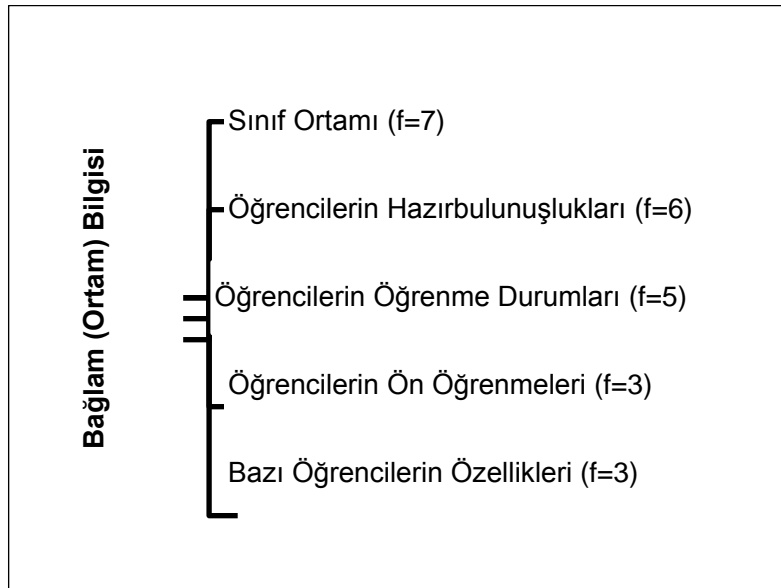 Bağlam (Ortam) Bilgisi
Sınıf Ortamı (f=7)
Öğrencilerin Hazırbulunuşlukları (f=6)
Öğrencilerin Öğrenme Durumları (f=5)
Öğrencilerin Ön Öğrenmeleri (f=3)
Bazı Öğrencilerin Özellikleri (f=3)